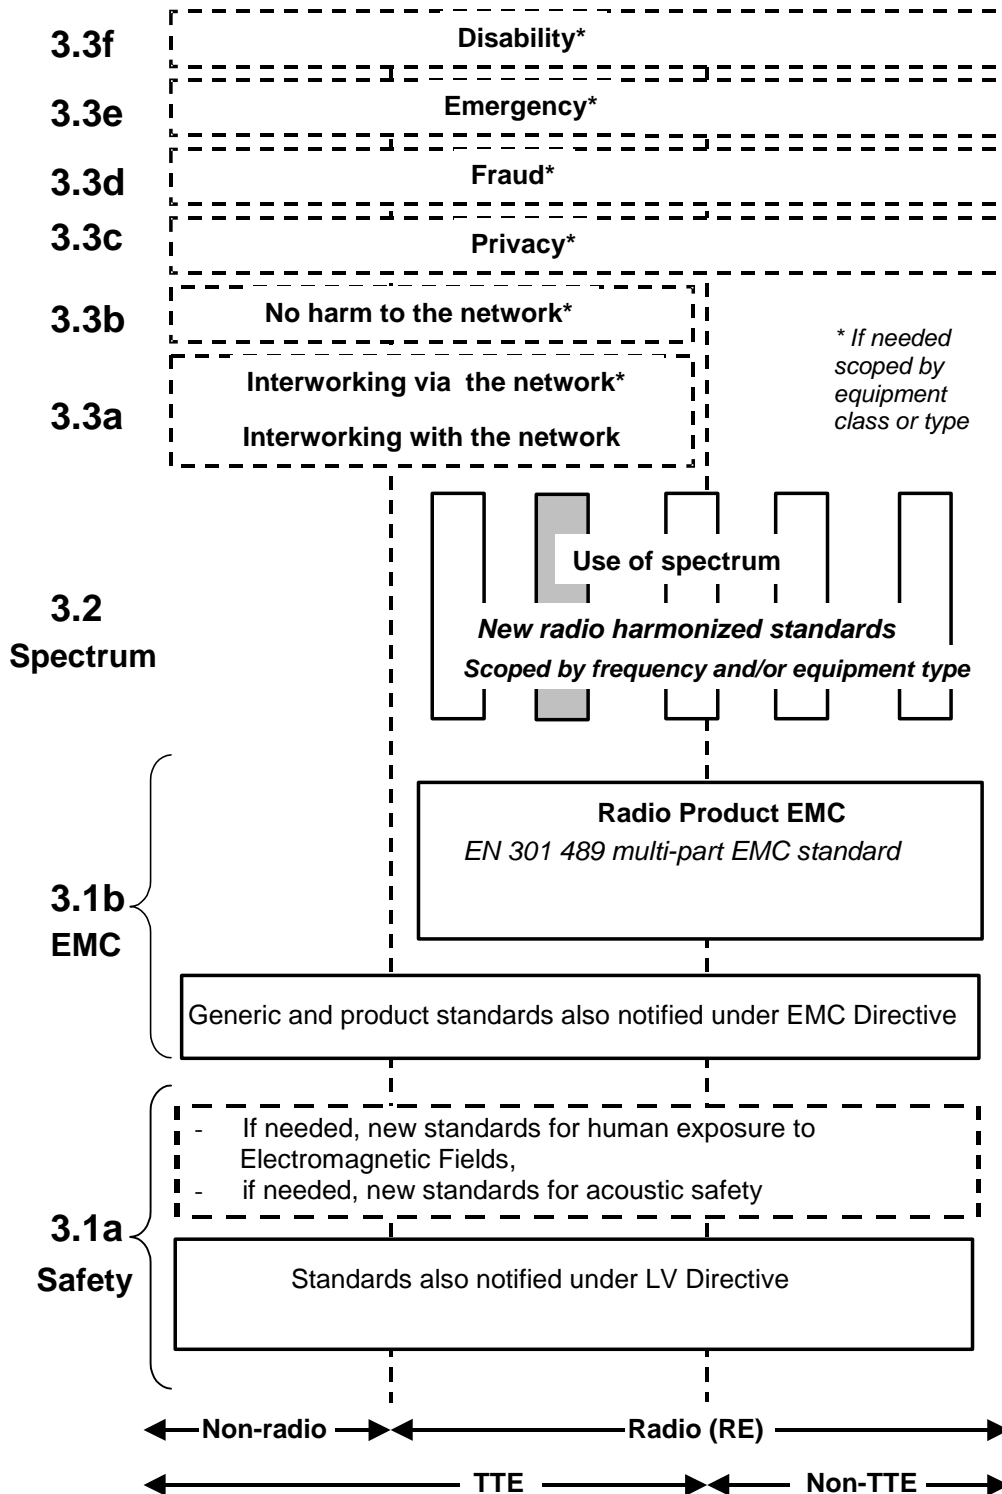 3.3f
Disability*
3.3e
Emergency*
3.3d
Fraud*
3.3c
Privacy*
3.3b
No harm to the network*
* If needed
scoped by
equipment
class or type
3.3a
Interworking via the network*
Interworking with the network
Use of spectrum
3.2
Spectrum
New radio harmonized standards
Scoped by frequency and/or equipment type
Radio Product EMC
EN 301 489 multi-part EMC standard
3.1b
EMC
Generic and product standards also notified under EMC Directive
- If needed, new standards for human exposure to
Electromagnetic Fields,
- if needed, new standards for acoustic safety
3.1a
Safety
Standards also notified under LV Directive
Non-radio
Radio (RE)
TTE
Non-TTE